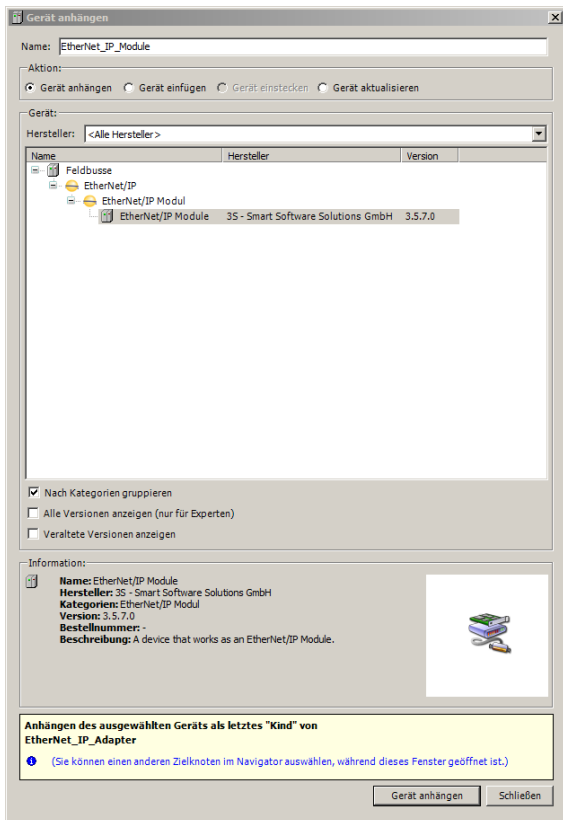 Gerät anhängen
Name: EtherNet_IP_Module
Aktion:
Gerät anhängen Gerät einfügen Gerät einstecken Gerät aktualisieren
Gerät:
Hersteller: <Alle Hersteller>
Name Hersteller Version
Feldbusse
EtherNet/IP
EtherNet/IP Modul
EtherNet/IP Module 3S - Smart Software Solutions GmbH 3.5.7.0
Nach Kategorien gruppieren
Alle Versionen anzeigen (nur für Experten)
Veraltete Versionen anzeigen
Information:
Name: EtherNet/IP Module
Hersteller: 3S - Smart Software Solutions GmbH
Kategorien: EtherNet/IP Modul
Version: 3.5.7.0
Bestellnummer: -
Beschreibung: A device that works as an EtherNet/IP Module.
Anhängen des ausgewählten Geräts als letztes "Kind" von
EtherNet_IP_Adapter
(Sie können einen anderen Zielknoten im Navigator auswählen, während dieses Fenster geöffnet ist.)
Gerät anhängen Schließen